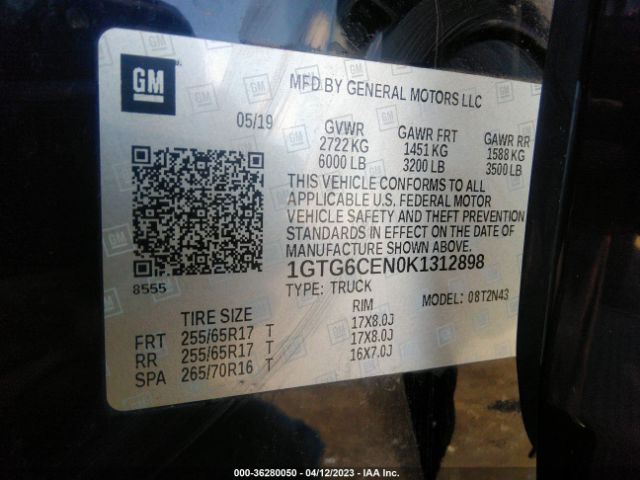 GM
MFD BY GENERAL MOTORS LLC
05/19
GVWR GAWR FRT GAWR RR
2722 KG 1451 KG 1588 KG
6000 LB 3200 LB 3500 LB
THIS VEHICLE CONFORMS TO ALL
APPLICABLE U.S. FEDERAL MOTOR
VEHICLE SAFETY AND THEFT PREVENTION
STANDARDS IN EFFECT ON THE DATE OF
MANUFACTURE SHOWN ABOVE.
8555
1GTG6CEN0K1312898
TYPE: TRUCK MODEL: 08T2N43
TIRE SIZE RIM
FRT 255/65R17 T 17X8.0J
RR 255/65R17 T 17X8.0J
SPA 265/70R16 T 16X7.0J
000-36280050 - 04/12/2023 - IAA Inc.